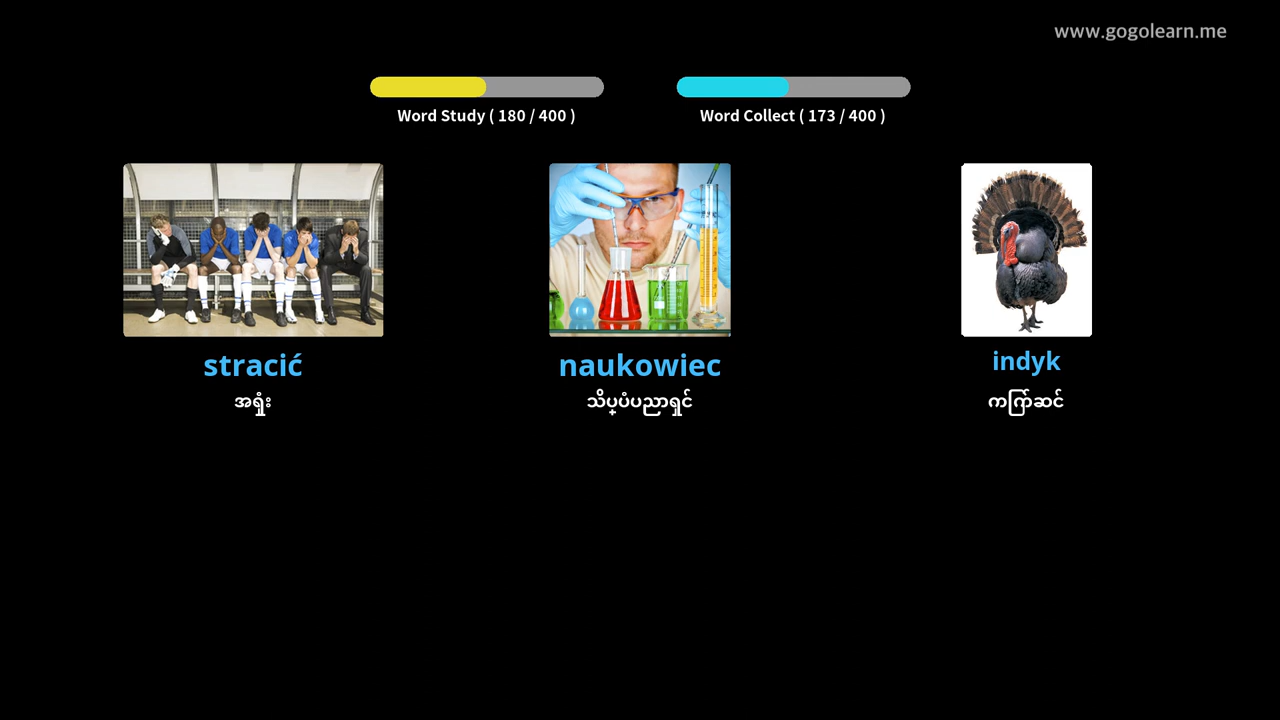 www.gogolearn.me
Word Study ( 180 / 400 )
Word Collect ( 173 / 400 )
stracić
naukowiec
indyk
အရှုံး
သိပ္ပံပညာရှင်
ကြက်ဆင်